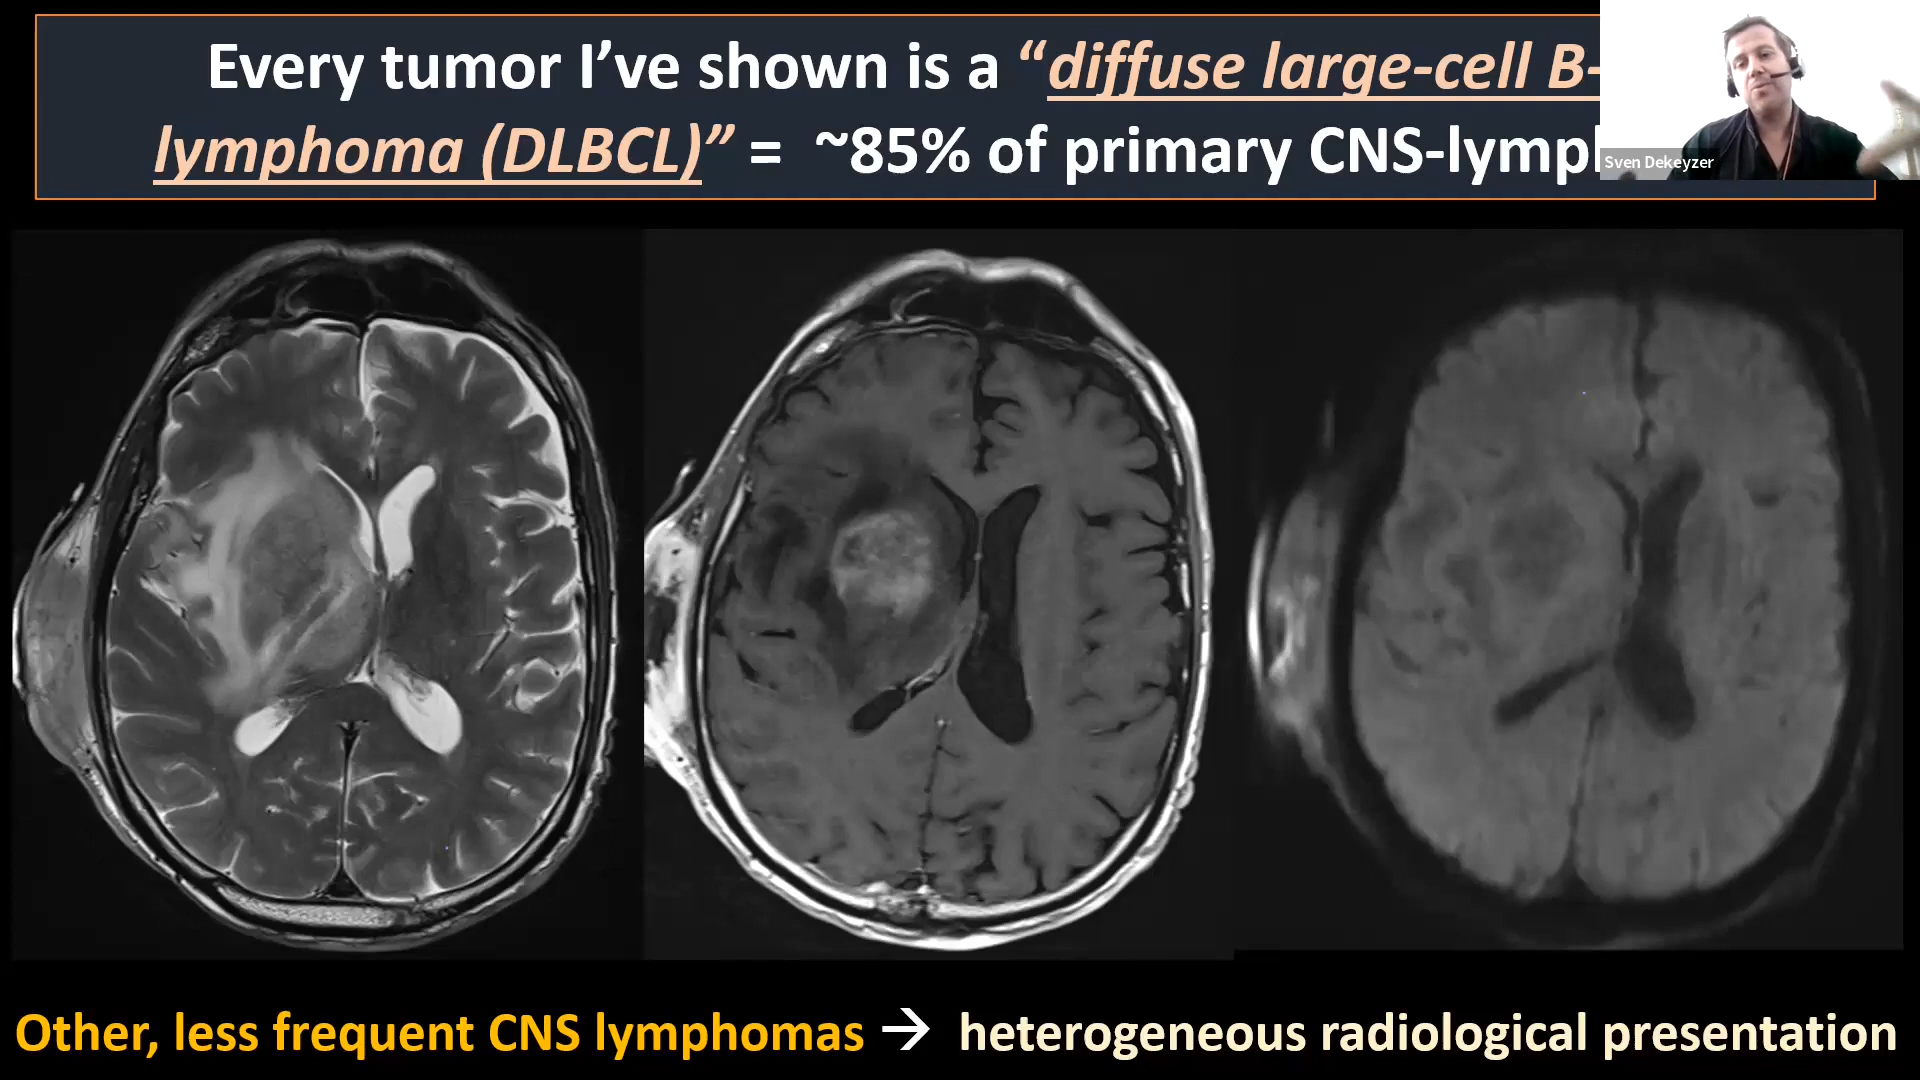 Every tumor I’ve shown is a “diffuse large-cell B-
lymphoma (DLBCL)” = ~85% of primary CNS-lymp
Sven Dekeyzer
Other, less frequent CNS lymphomas → heterogeneous radiological presentation